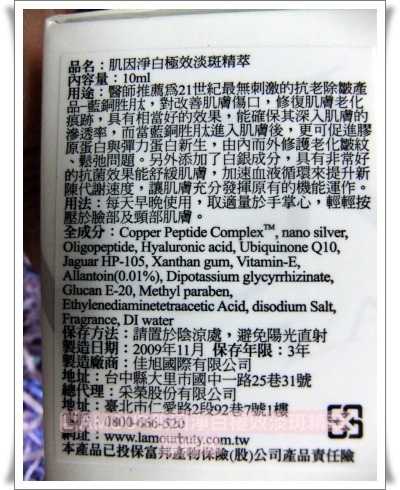 品名：肌因淨白極效淡斑精萃
內容量：10ml
用途：醫師推薦爲21世紀最無刺激的抗老除皺產
品-藍銅胜肽，對改善肌膚傷口，修復肌膚老化
痕跡，具有相當好的效果，能確保其深入肌膚的
滲透率，而當藍銅胜肽進入肌膚後，更可促進膠
原蛋白與彈力蛋白新生，由內而外修護老化皺紋
、鬆弛問題。另外添加了白銀成分，具有非常好
的抗菌效果能舒緩肌膚，加速血液循環來提升新
陳代謝速度，讓肌膚充分發揮原有的機能運作。
用法：每天早晚使用，取適量於手掌心，輕輕按
壓於臉部及頸部肌膚。
全成分：Copper Peptide Complex™, nano silver,
Oligopeptide, Hyaluronic acid, Ubiquinone Q10,
Jaguar HP-105, Xanthan gum, Vitamin-E,
Allantoin(0.01%), Dipotassium glycyrrhizinate,
Glucan E-20, Methyl paraben,
Ethylenediaminetetraacetic Acid, disodium Salt,
Fragrance, DI water
保存方法：請置於陰涼處，避免陽光直射
製造日期：2009年11月 保存年限：3年
製造廠商：佳旭國際有限公司
地址：台中縣大里市國中一路25巷31號
總代理：采榮股份有限公司
地址：臺北市仁愛路2段92巷7號1樓
0800-666-520
網址：www.lamourbuty.com.tw
本產品已投保富邦產物保險(股)公司產品責任險